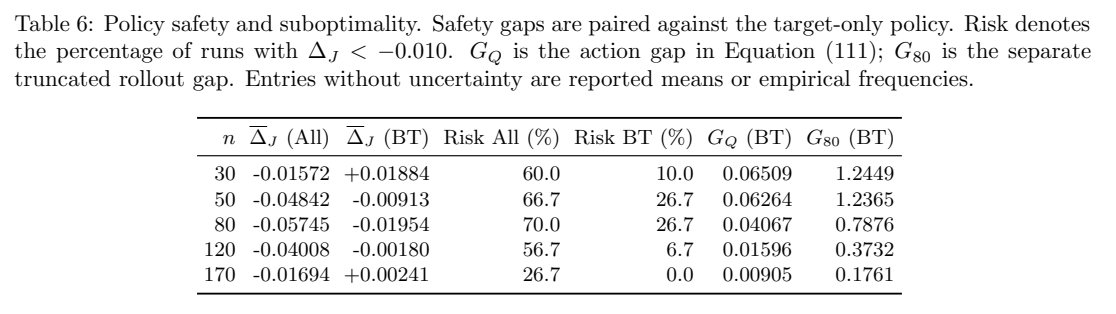 Table 6: Policy safety and suboptimality. Safety gaps are paired against the target-only policy. Risk denotes
the percentage of runs with Δ_J < −0.010. G_Q is the action gap in Equation (111); G_80 is the separate
truncated rollout gap. Entries without uncertainty are reported means or empirical frequencies.
n Δ̅_J (All) Δ̅_J (BT) Risk All (%) Risk BT (%) G_Q (BT) G_80 (BT)
30 -0.01572 +0.01884 60.0 10.0 0.06509 1.2449
50 -0.04842 -0.00913 66.7 26.7 0.06264 1.2365
80 -0.05745 -0.01954 70.0 26.7 0.04067 0.7876
120 -0.04008 -0.00180 56.7 6.7 0.01596 0.3732
170 -0.01694 +0.00241 26.7 0.0 0.00905 0.1761